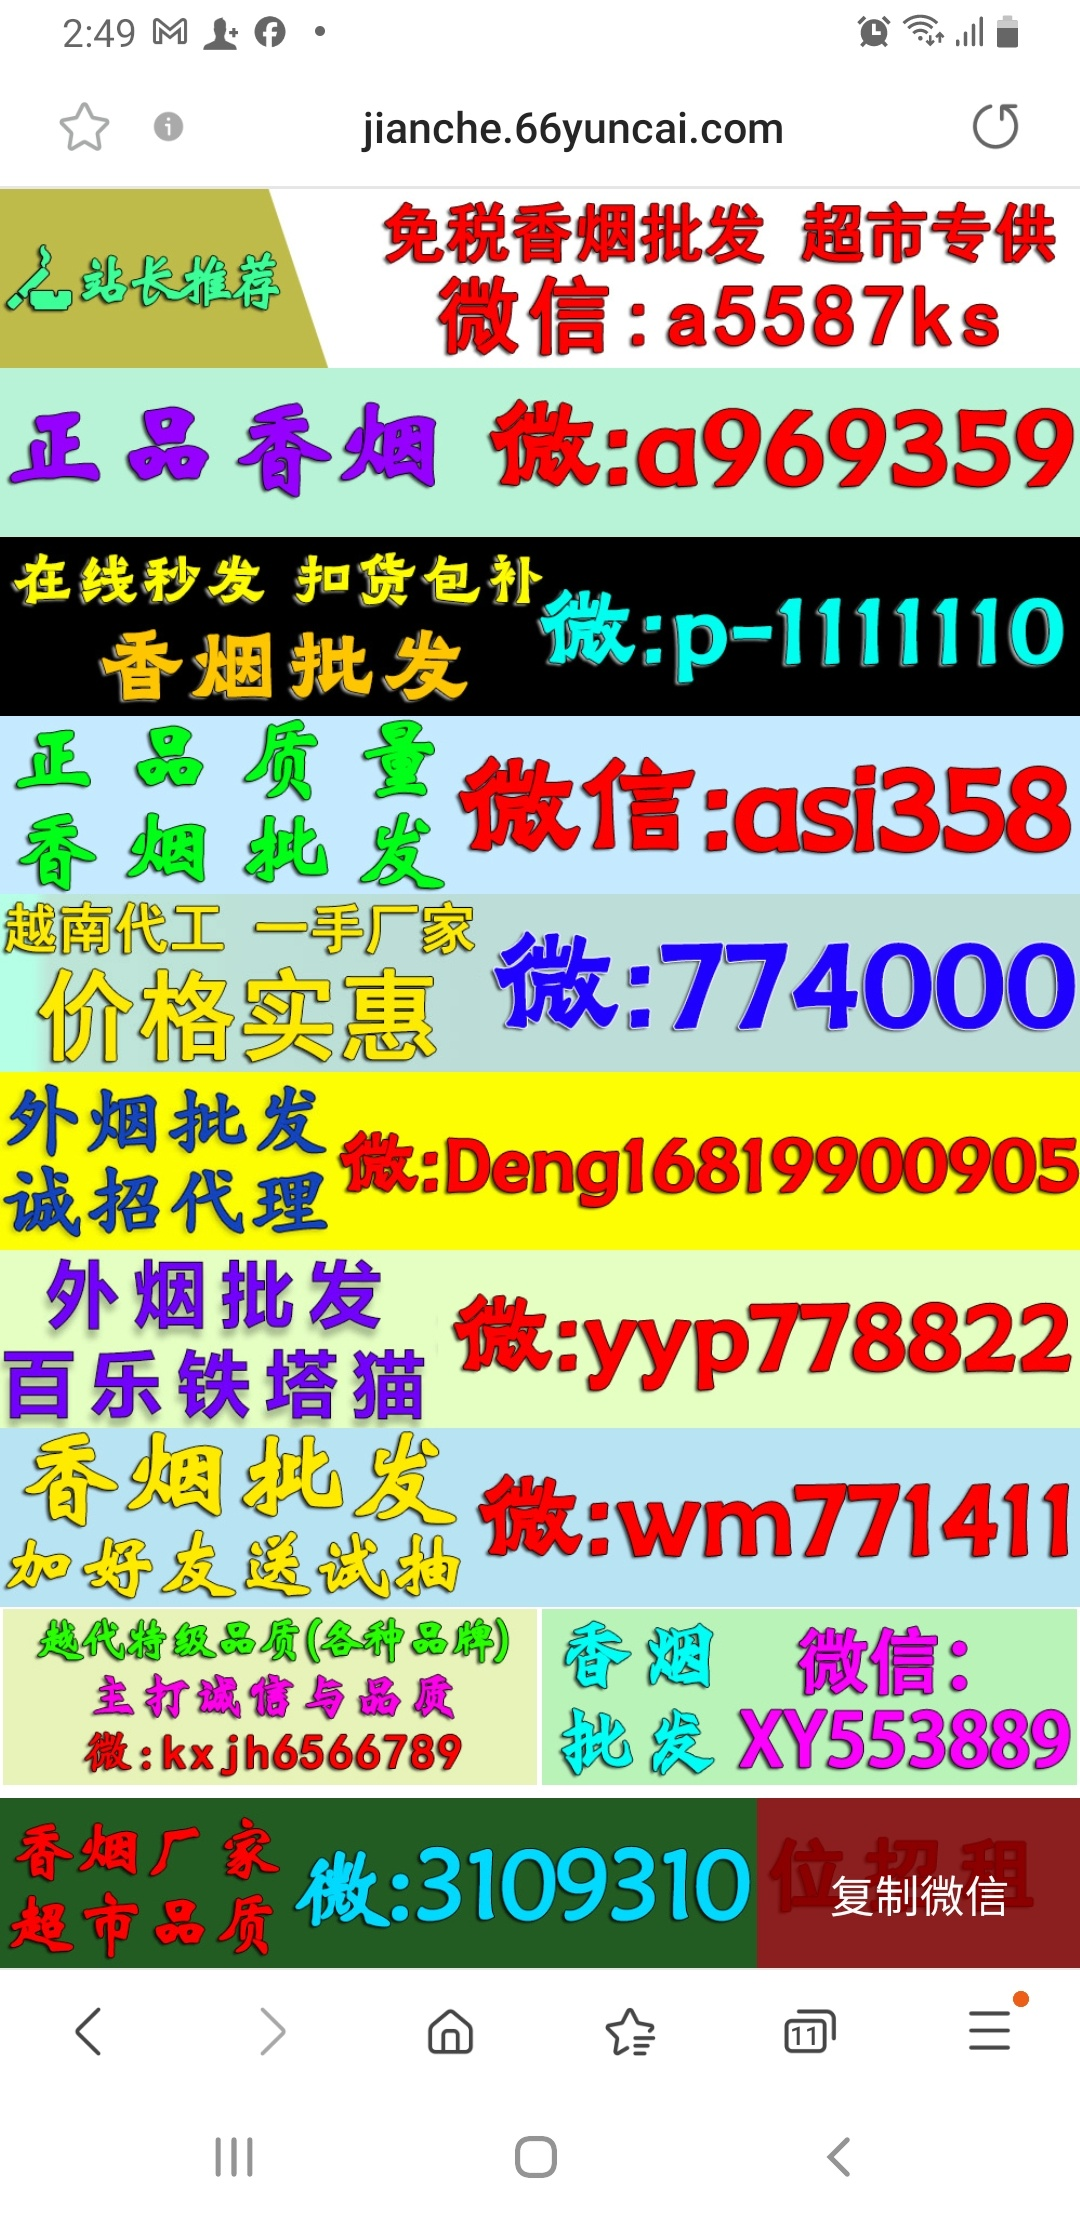 2:49
jianche.66yuncai.com
站长推荐
免税香烟批发 超市专供
微信:a5587ks
正品香烟 微:a969359
在线秒发 扣货包补
香烟批发
微:p-1111110
正品质量
香烟批发
微信:asi358
越南代工 一手厂家
价格实惠
微:774000
外烟批发
诚招代理
微:Deng16819900905
外烟批发
百乐铁塔猫
微:yyp778822
香烟批发
加好友送试抽
微:wm771411
越代特级品质(各种品牌)
主打诚信与品质
微:kxjh6566789
香烟
批发
微信:
XY553889
香烟厂家
超市品质
微:3109310
位招租
复制微信
11